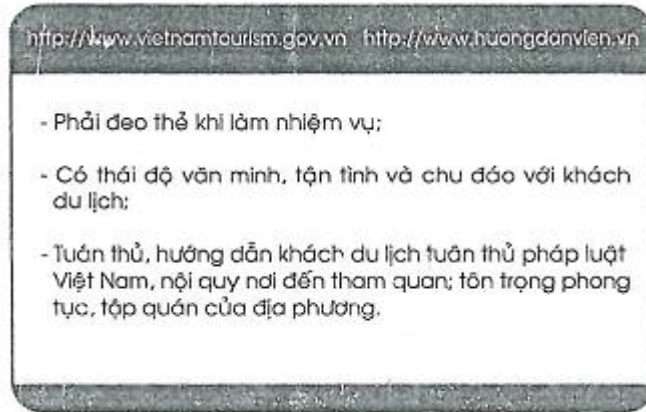 http://www.vietnamtourism.gov.vn http://www.huongdanvien.vn
- Phải đeo thẻ khi làm nhiệm vụ;
- Có thái độ văn minh, tận tình và chu đáo với khách
du lịch;
- Tuân thủ, hướng dẫn khách du lịch tuân thủ pháp luật
Việt Nam, nội quy nơi đến tham quan; tôn trọng phong
tục, tập quán của địa phương.